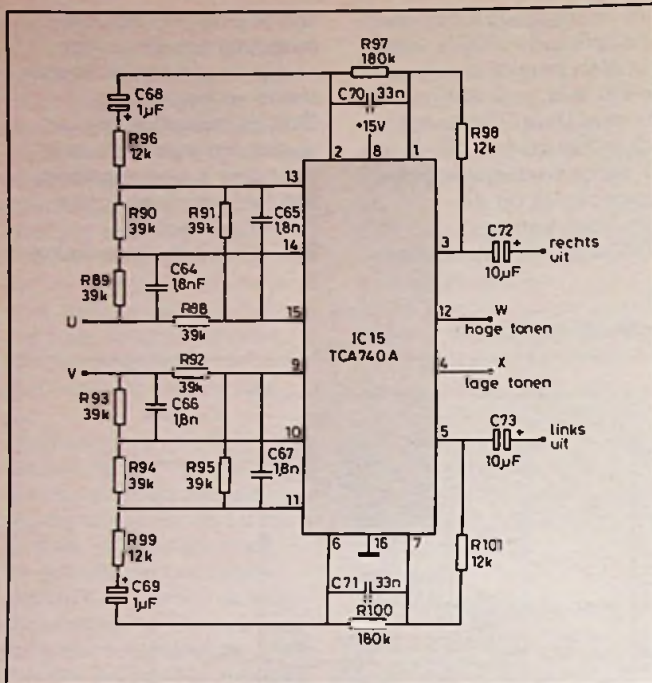 R97
180k
C70 33n
+15V
2 8 1
C68
1µF
R96
12k
R98
12k
13
R90
39k
R91
39k
C65
1,8n
14
C72
10µF
rechts
uit
3
R89
39k
C64
1,8nF
R88
39k
U
15
12
W
hoge tonen
IC15
TCA740A
V
R92
39k
9
4
X
lage tonen
R93
39k
C66
1,8n
C73
10µF
links
uit
10
5
R94
39k
R95
39k
C67
1,8n
11
R99
12k
6 16 7
R101
12k
C69
1µF
C71 33n
R100
180k